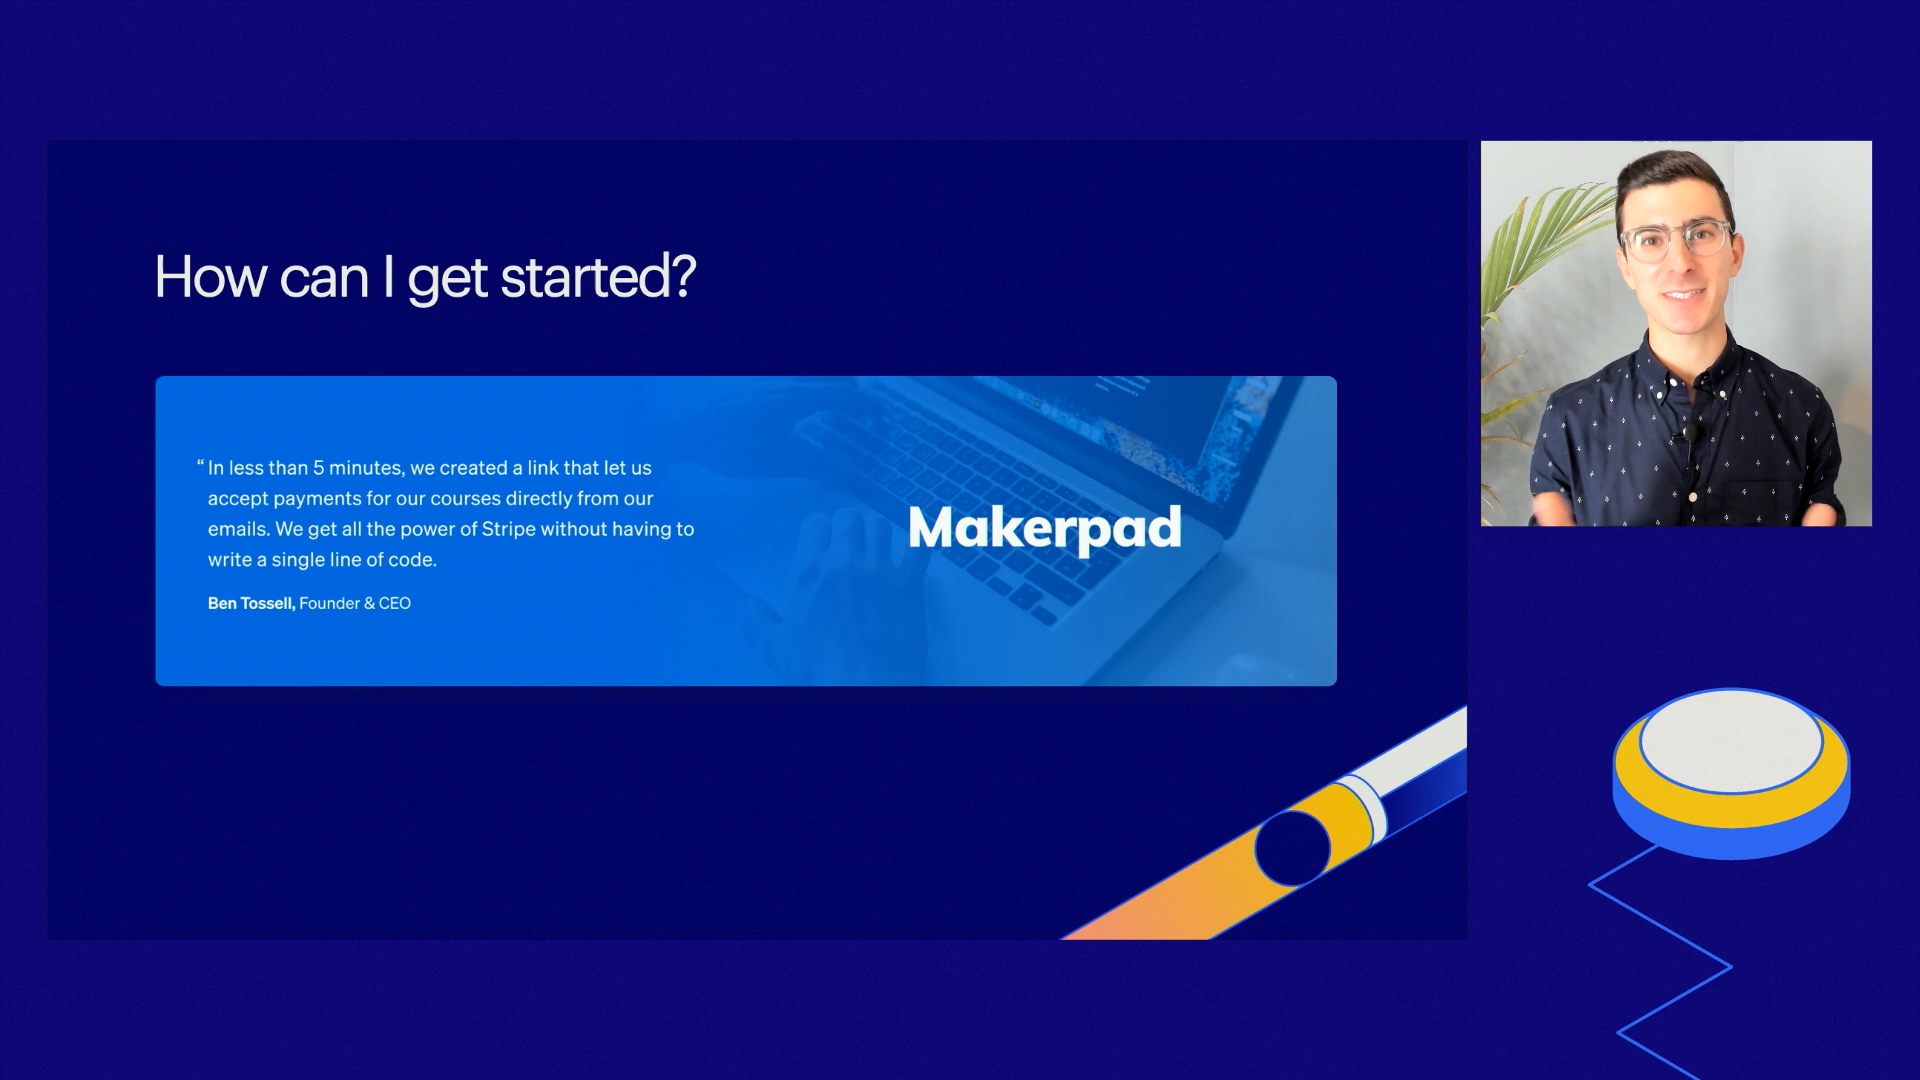 How can I get started?
“ In less than 5 minutes, we created a link that let us
accept payments for our courses directly from our
emails. We get all the power of Stripe without having to
write a single line of code.
Ben Tossell, Founder & CEO
Makerpad